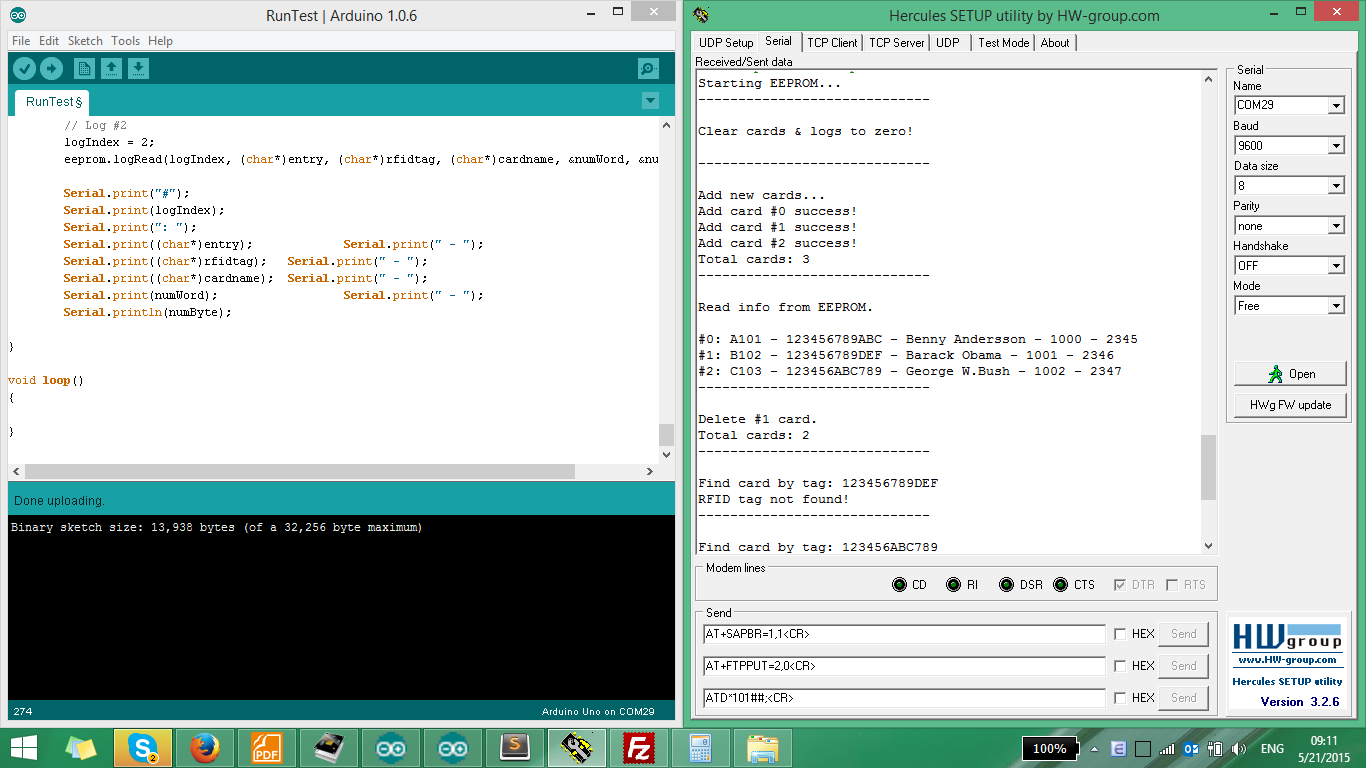 RunTest | Arduino 1.0.6
File Edit Sketch Tools Help
RunTest§
// Log #2
logIndex = 2;
eeprom.logRead(logIndex, (char*)entry, (char*)rfidtag, (char*)cardname, &numWord, &nu
Serial.print("#");
Serial.print(logIndex);
Serial.print(": ");
Serial.print((char*)entry); Serial.print(" - ");
Serial.print((char*)rfidtag); Serial.print(" - ");
Serial.print((char*)cardname); Serial.print(" - ");
Serial.print(numWord); Serial.print(" - ");
Serial.println(numByte);
}
void loop()
{
}
Done uploading.
Binary sketch size: 13,938 bytes (of a 32,256 byte maximum)
274
Arduino Uno on COM29
Hercules SETUP utility by HW-group.com
UDP Setup Serial TCP Client TCP Server UDP Test Mode About
Received/Sent data
Starting EEPROM...
-----------------------------
Clear cards & logs to zero!
-----------------------------
Add new cards...
Add card #0 success!
Add card #1 success!
Add card #2 success!
Total cards: 3
-----------------------------
Read info from EEPROM.
#0: A101 - 123456789ABC - Benny Andersson - 1000 - 2345
#1: B102 - 123456789DEF - Barack Obama - 1001 - 2346
#2: C103 - 123456ABC789 - George W.Bush - 1002 - 2347
-----------------------------
Delete #1 card.
Total cards: 2
-----------------------------
Find card by tag: 123456789DEF
RFID tag not found!
-----------------------------
Find card by tag: 123456ABC789
Serial
Name
COM29
Baud
9600
Data size
8
Parity
none
Handshake
OFF
Mode
Free
Open
HWg FW update
Modem lines
CD RI DSR CTS DTR RTS
Send
AT+SAPBR=1,1<CR> HEX Send
AT+FTPPUT=2,0<CR> HEX Send
ATD*101##;<CR> HEX Send
HW group
www.HW-group.com
Hercules SETUP utility
Version 3.2.6
S 2
PDF
S
Fz
100%
ENG
09:11
5/21/2015